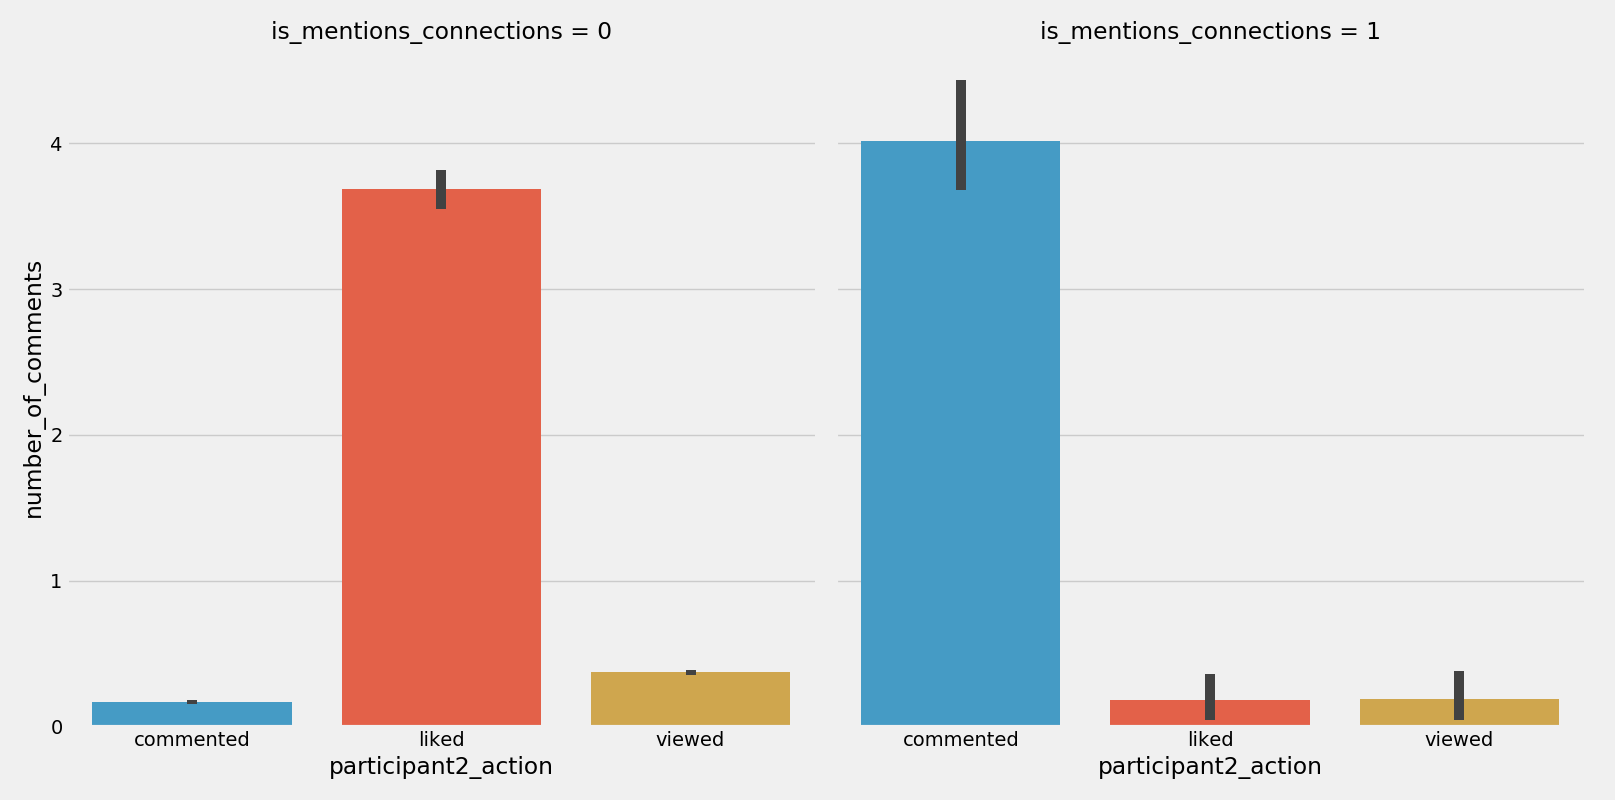 is_mentions_connections = 0
is_mentions_connections = 1
number_of_comments
4
3
2
1
0
commented liked viewed
commented liked viewed
participant2_action
participant2_action